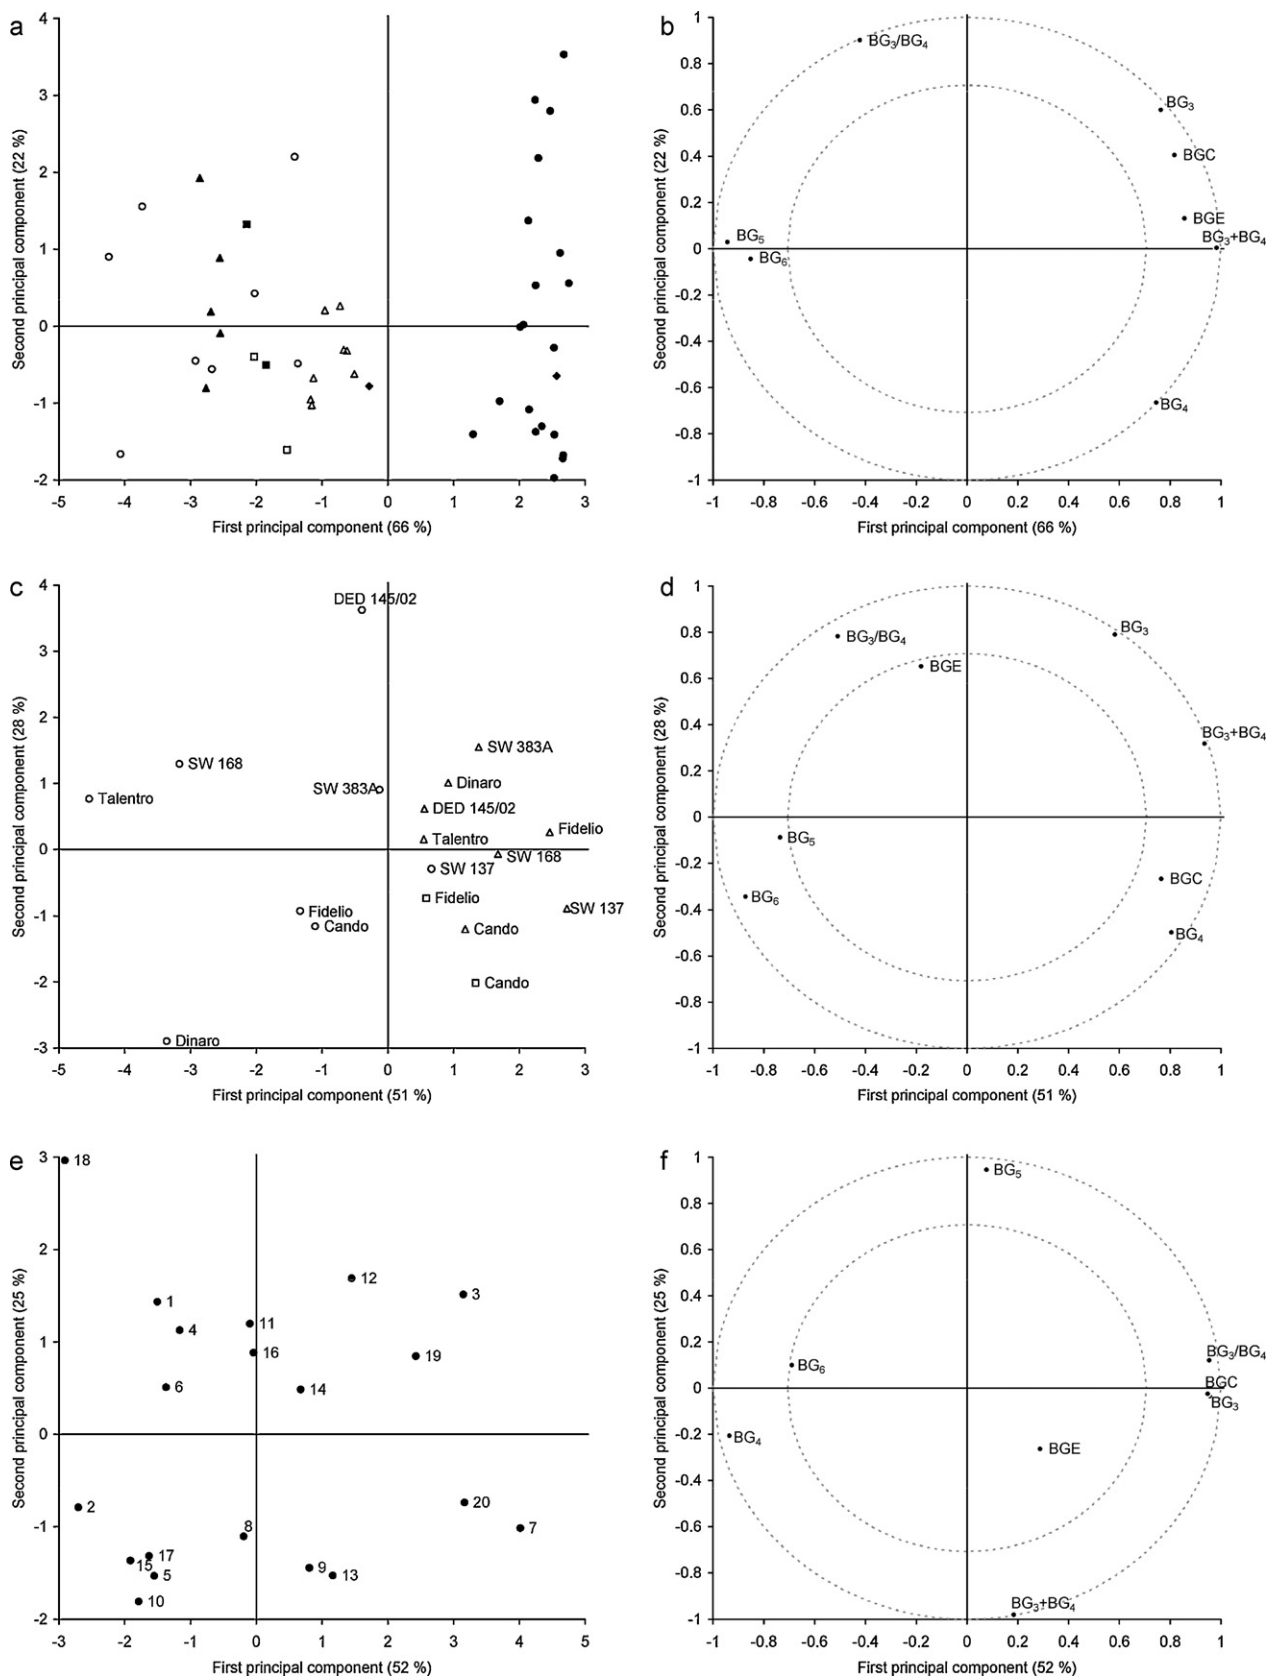 a
4
3
2
1
0
-1
-2
-5 -4 -3 -2 -1 0 1 2 3
First principal component (66 %)
Second principal component (22 %)
b
1
0.8
0.6
0.4
0.2
0
-0.2
-0.4
-0.6
-0.8
-1
-1 -0.8 -0.6 -0.4 -0.2 0 0.2 0.4 0.6 0.8 1
First principal component (66 %)
Second principal component (22 %)
BG₃/BG₄
BG₃
BGC
BGE
BG₃+BG₄
BG₅
BG₆
BG₄
c
4
3
2
1
0
-1
-2
-3
-5 -4 -3 -2 -1 0 1 2 3
First principal component (51 %)
Second principal component (28 %)
DED 145/02
SW 168
Talentro
SW 383A
SW 383A
Dinaro
DED 145/02
Talentro
Fidelio
SW 168
SW 137
Fidelio
SW 137
Fidelio
Cando
Cando
Cando
Dinaro
d
1
0.8
0.6
0.4
0.2
0
-0.2
-0.4
-0.6
-0.8
-1
-1 -0.8 -0.6 -0.4 -0.2 0 0.2 0.4 0.6 0.8 1
First principal component (51 %)
Second principal component (28 %)
BG₃/BG₄
BGE
BG₃
BG₃+BG₄
BG₅
BG₆
BGC
BG₄
e
3
2
1
0
-1
-2
-3 -2 -1 0 1 2 3 4 5
First principal component (52 %)
Second principal component (25 %)
18
12
3
1
4
11
16
19
6
14
2
20
7
8
17
15
5
9
13
10
f
1
0.8
0.6
0.4
0.2
0
-0.2
-0.4
-0.6
-0.8
-1
-1 -0.8 -0.6 -0.4 -0.2 0 0.2 0.4 0.6 0.8 1
First principal component (52 %)
Second principal component (25 %)
BG₅
BG₃/BG₄
BG₆
BGC
BG₃
BG₄
BGE
BG₃+BG₄